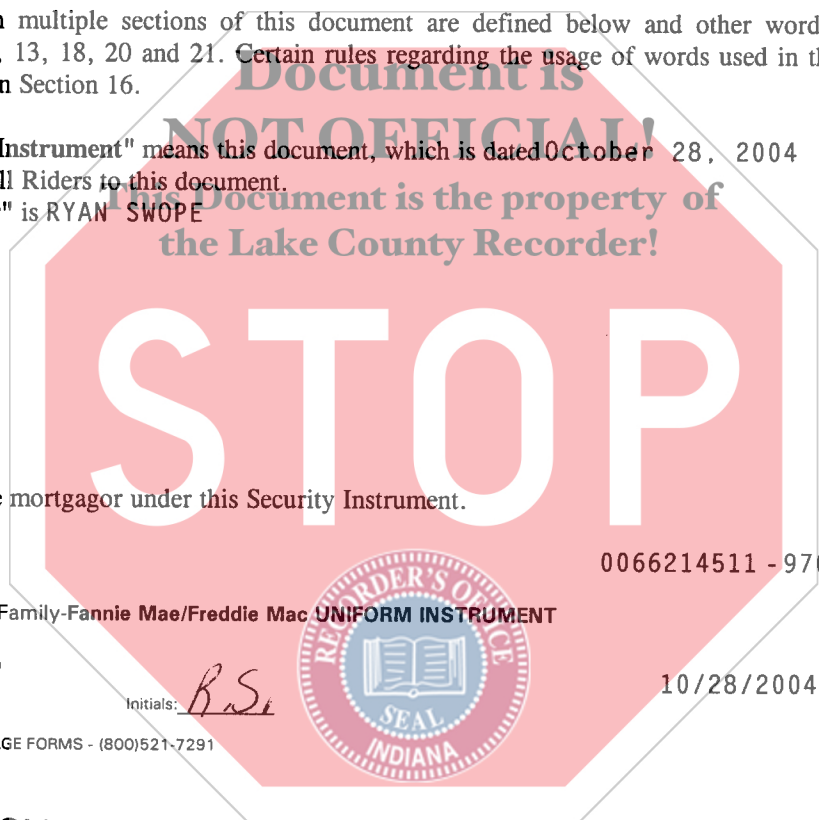 multiple sections of this document are defined below and other word
, 13, 18, 20 and 21. Certain rules regarding the usage of words used in th
n Section 16.
Document is
NOT OFFICIAL!
Instrument" means this document, which is dated October 28, 2004
ll Riders to this document.
This Document is the property of
" is RYAN SWOPE
the Lake County Recorder!
STOP
e mortgagor under this Security Instrument.
0066214511 - 970
Family-Fannie Mae/Freddie Mac UNIFORM INSTRUMENT
RECORDER'S OFFICE
SEAL
INDIANA
Initials: R.S.
10/28/2004
GE FORMS - (800)521-7291